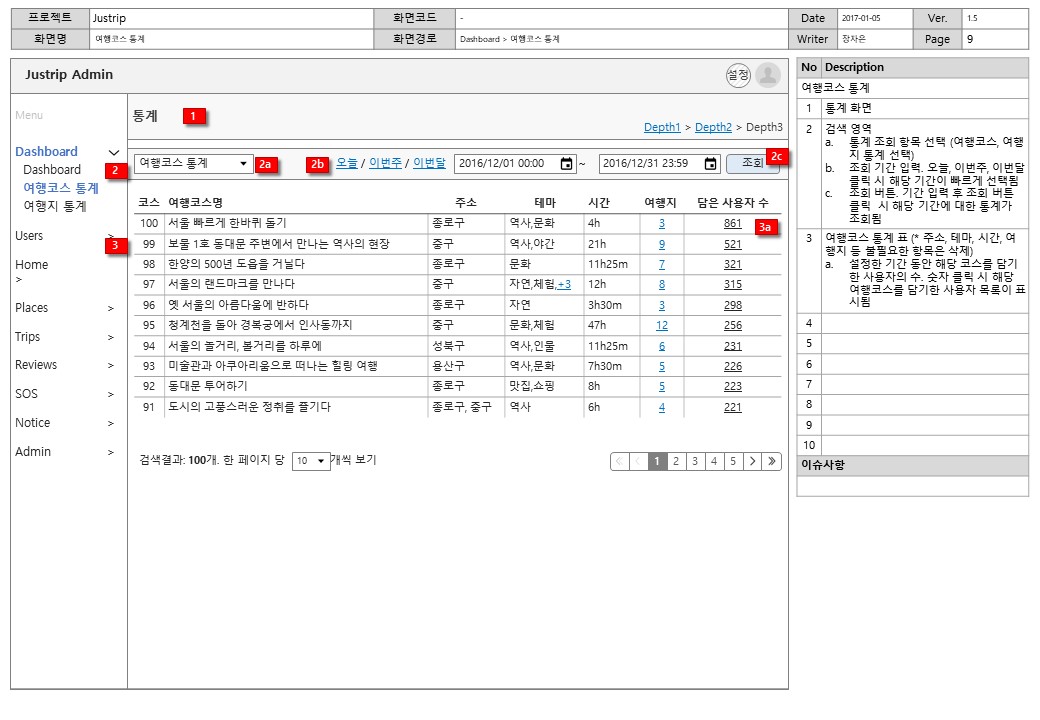 프로젝트 Justrip 화면코드 - Date 2017-01-05 Ver. 1.5
화면명 여행코스 통계 화면경로 Dashboard > 여행코스 통계 Writer 장자은 Page 9
Justrip Admin 설정
Menu
Dashboard
Dashboard
여행코스 통계
여행지 통계
Users >
Home
>
Places >
Trips >
Reviews >
SOS >
Notice >
Admin >
통계 1
Depth1 > Depth2 > Depth3
2
여행코스 통계 2a 2b 오늘 / 이번주 / 이번달 2016/12/01 00:00 ~ 2016/12/31 23:59 조회 2c
3
코스 여행코스명 주소 테마 시간 여행지 담은 사용자 수
100 서울 빠르게 한바퀴 돌기 종로구 역사,문화 4h 3 861
3a
99 보물 1호 동대문 주변에서 만나는 역사의 현장 중구 역사,야간 21h 9 521
98 한양의 500년 도읍을 거닐다 종로구 문화 11h25m 7 321
97 서울의 랜드마크를 만나다 중구 자연,체험,+3 12h 8 315
96 옛 서울의 아름다움에 반하다 종로구 자연 3h30m 3 298
95 청계천을 돌아 경복궁에서 인사동까지 중구 문화,체험 47h 12 256
94 서울의 놀거리, 볼거리를 하루에 성북구 역사,인물 11h25m 6 231
93 미술관과 아쿠아리움으로 떠나는 힐링 여행 용산구 역사,문화 7h30m 5 226
92 동대문 투어하기 종로구 맛집,쇼핑 8h 5 223
91 도시의 고풍스러운 정취를 즐기다 종로구, 중구 역사 6h 4 221
검색결과: 100개. 한 페이지 당 10 개씩 보기
« ‹ 1 2 3 4 5 > »
No Description
여행코스 통계
1 통계 화면
2 검색 영역
a. 통계 조회 항목 선택 (여행코스, 여행
지 통계 선택)
b. 조회 기간 입력. 오늘, 이번주, 이번달
클릭 시 해당 기간이 빠르게 선택됨
c. 조회 버튼. 기간 입력 후 조회 버튼
클릭 시 해당 기간에 대한 통계가
조회됨
3 여행코스 통계 표 (* 주소, 테마, 시간, 여
행지 등 불필요한 항목은 삭제)
a. 설정한 기간 동안 해당 코스를 담기
한 사용자의 수. 숫자 클릭 시 해당
여행코스를 담기한 사용자 목록이 표
시됨
4
5
6
7
8
9
10
이슈사항